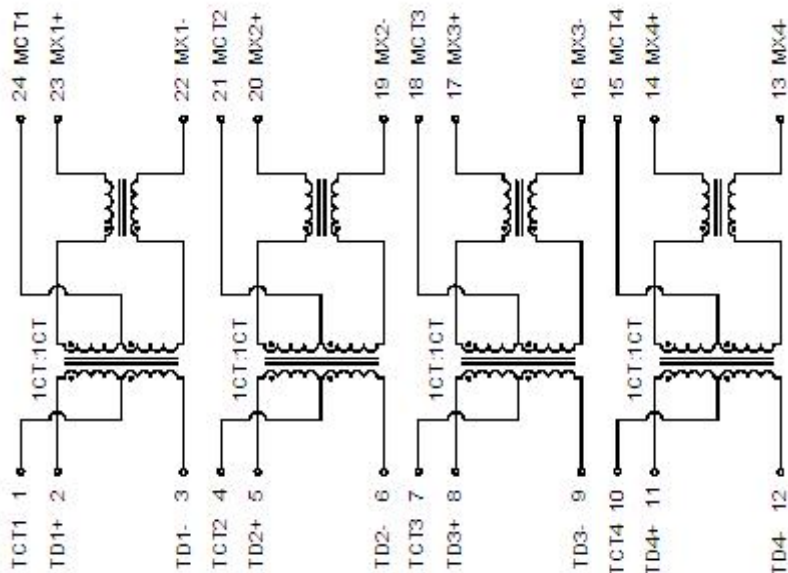 24 MCT1
23 MX1+
22 MX1-
21 MCT2
20 MX2+
19 MX2-
18 MCT3
17 MX3+
16 MX3-
15 MCT4
14 MX4+
13 MX4-
1CT:1CT
1CT:1CT
1CT:1CT
1CT:1CT
TCT1 1
TD1+ 2
TD1- 3
TCT2 4
TD2+ 5
TD2- 6
TCT3 7
TD3+ 8
TD3- 9
TCT4 10
TD4+ 11
TD4- 12